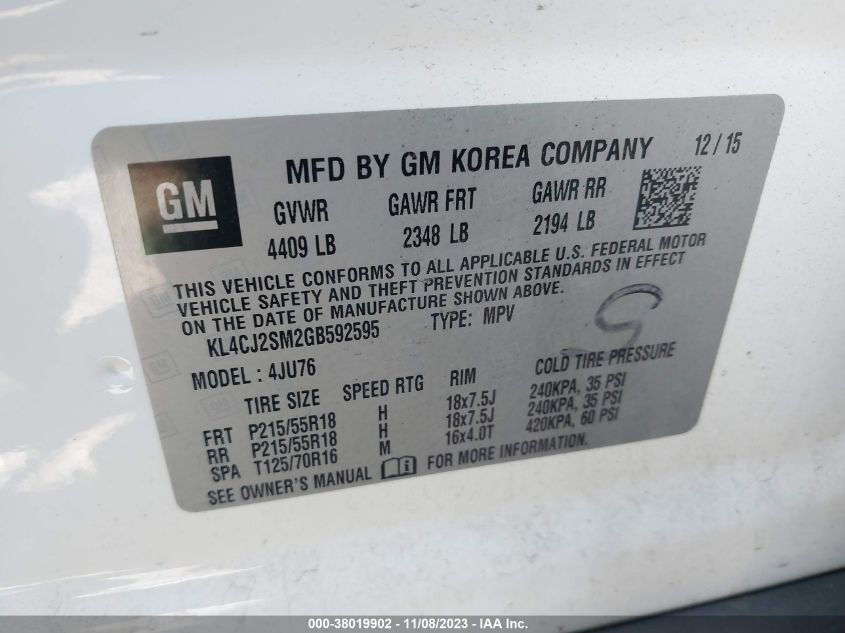 GM
MFD BY GM KOREA COMPANY 12/15
GVWR GAWR FRT GAWR RR
4409 LB 2348 LB 2194 LB
THIS VEHICLE CONFORMS TO ALL APPLICABLE U.S. FEDERAL MOTOR
VEHICLE SAFETY AND THEFT PREVENTION STANDARDS IN EFFECT
ON THE DATE OF MANUFACTURE SHOWN ABOVE.
KL4CJ2SM2GB592595 TYPE: MPV
MODEL : 4JU76
TIRE SIZE SPEED RTG RIM COLD TIRE PRESSURE
FRT P215/55R18 H 18x7.5J 240KPA, 35 PSI
RR P215/55R18 H 18x7.5J 240KPA, 35 PSI
SPA T125/70R16 M 16x4.0T 420KPA, 60 PSI
SEE OWNER'S MANUAL FOR MORE INFORMATION.
000-38019902 - 11/08/2023 - IAA Inc.